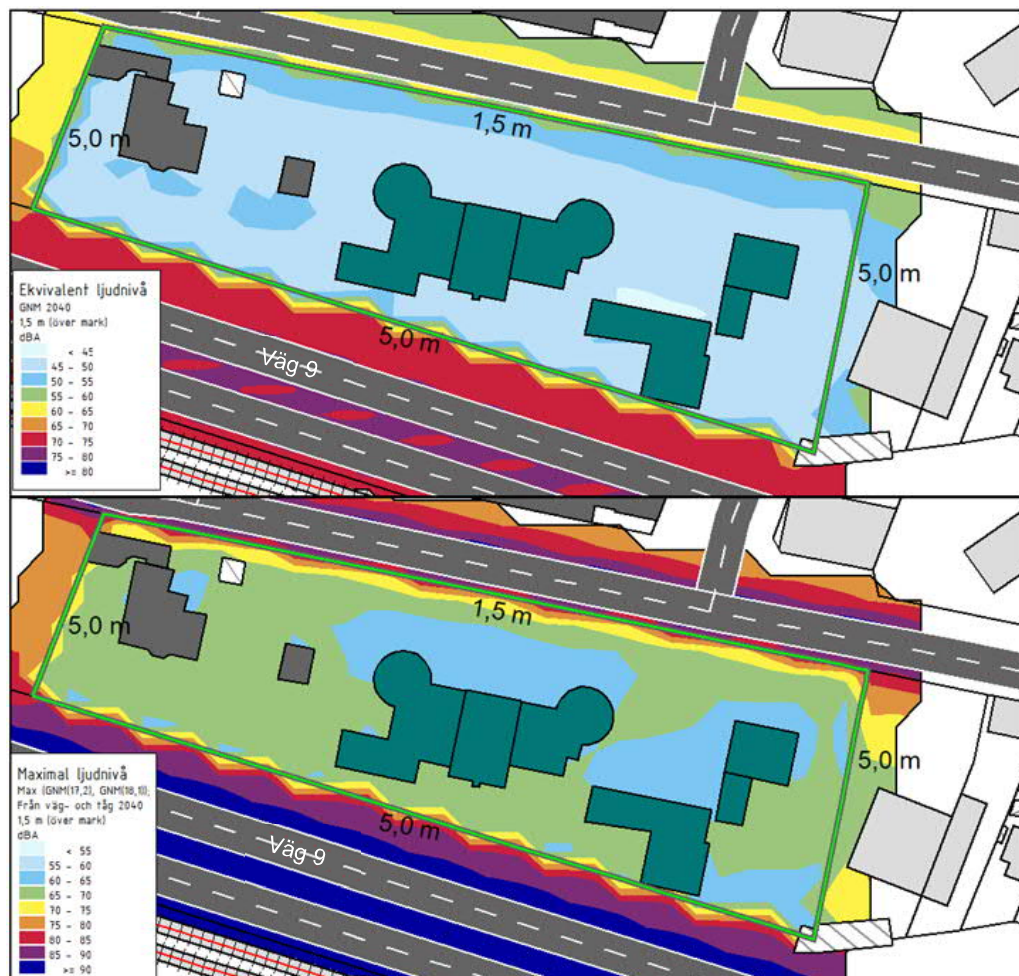 1,5 m
5,0 m
5,0 m
5,0 m
Väg 9
Ekvivalent ljudnivå
GNM 2040
1,5 m (över mark)
dBA
< 45
45 - 50
50 - 55
55 - 60
60 - 65
65 - 70
70 - 75
75 - 80
>= 80
1,5 m
5,0 m
5,0 m
5,0 m
Väg 9
Maximal ljudnivå
Max (GNM(17,2), GNM(18,1));
Från väg- och tåg 2040
1,5 m (över mark)
dBA
< 55
55 - 60
60 - 65
65 - 70
70 - 75
75 - 80
80 - 85
85 - 90
>= 90